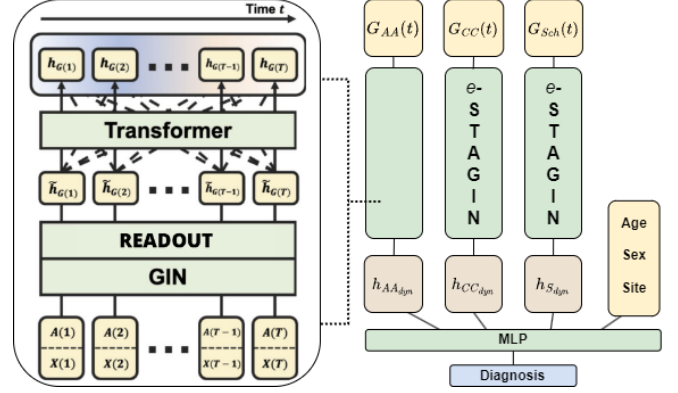 Time t
h_G(1) h_G(2) ... h_G(T−1) h_G(T)
Transformer
h̃_G(1) h̃_G(2) ... h̃_G(T−1) h̃_G(T)
READOUT
GIN
A(1) A(2) ... A(T − 1) A(T)
X(1) X(2) ... X(T − 1) X(T)
G_AA(t) G_CC(t) G_Sch(t)
e-
S
T
A
G
I
N
e-
S
T
A
G
I
N
Age
Sex
Site
h_AA_dyn h_CC_dyn h_S_dyn
MLP
Diagnosis